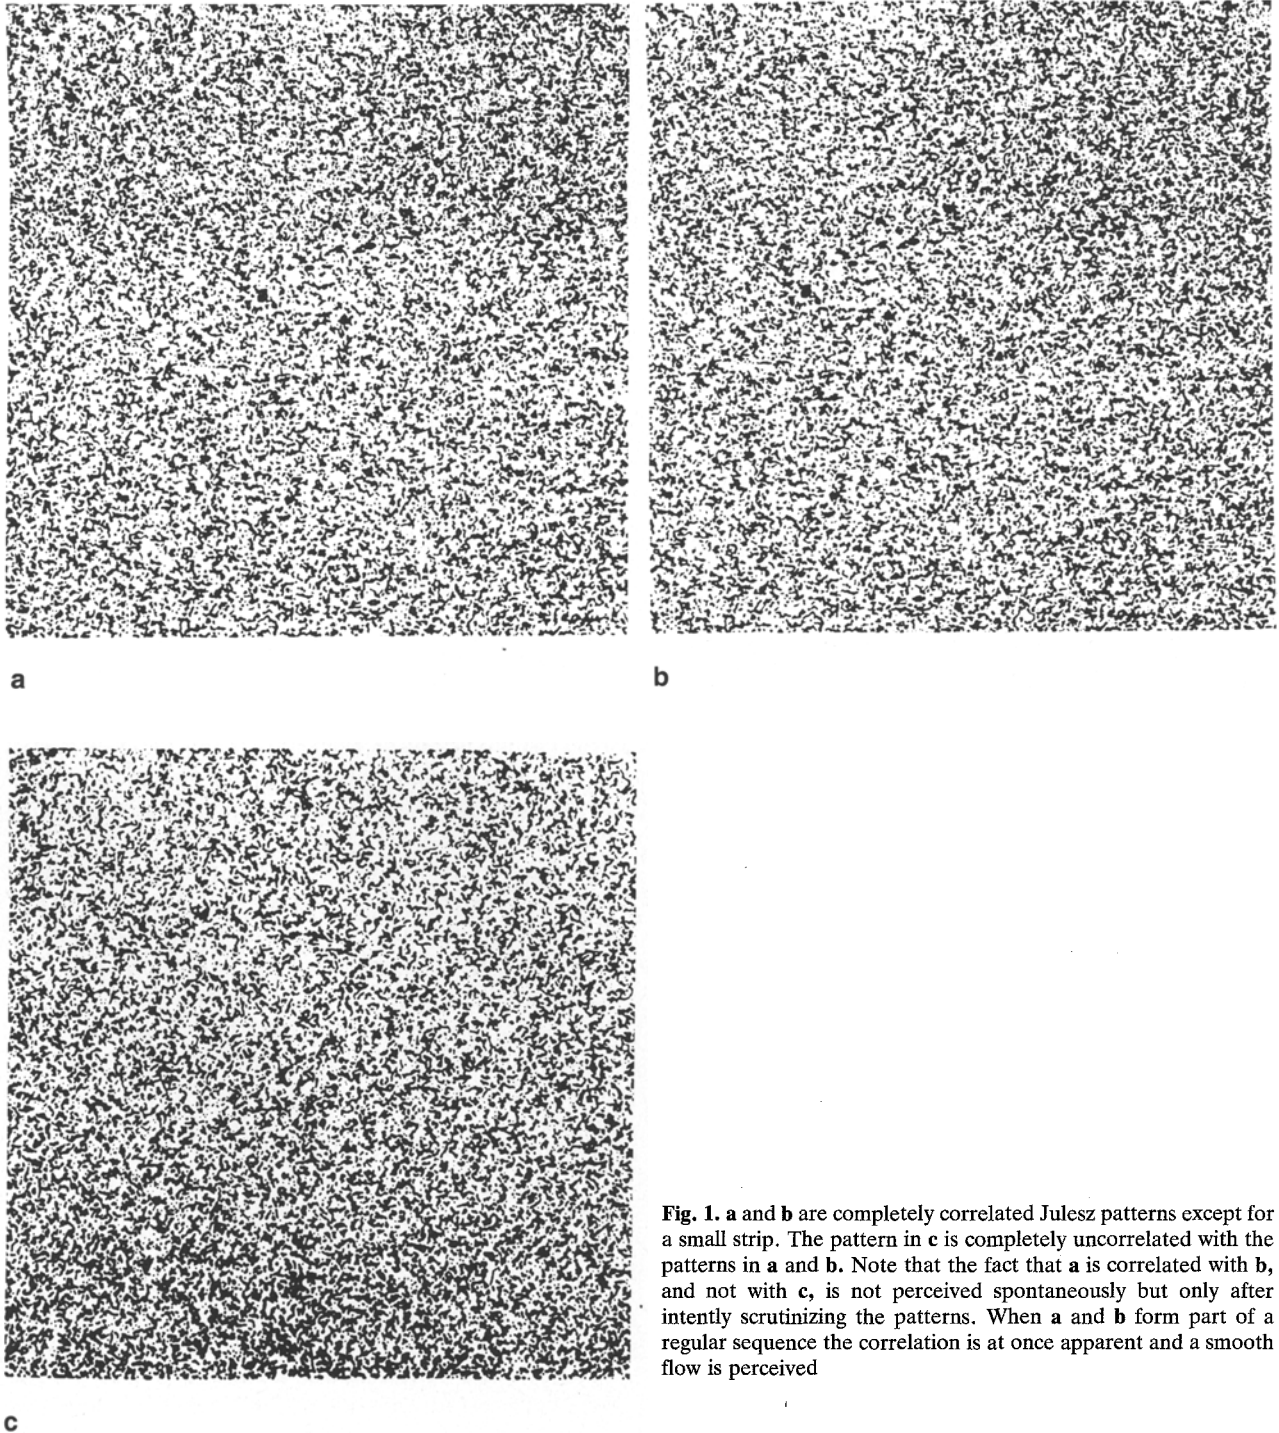 a
b
c
Fig. 1. a and b are completely correlated Julesz patterns except for
a small strip. The pattern in c is completely uncorrelated with the
patterns in a and b. Note that the fact that a is correlated with b,
and not with c, is not perceived spontaneously but only after
intently scrutinizing the patterns. When a and b form part of a
regular sequence the correlation is at once apparent and a smooth
flow is perceived